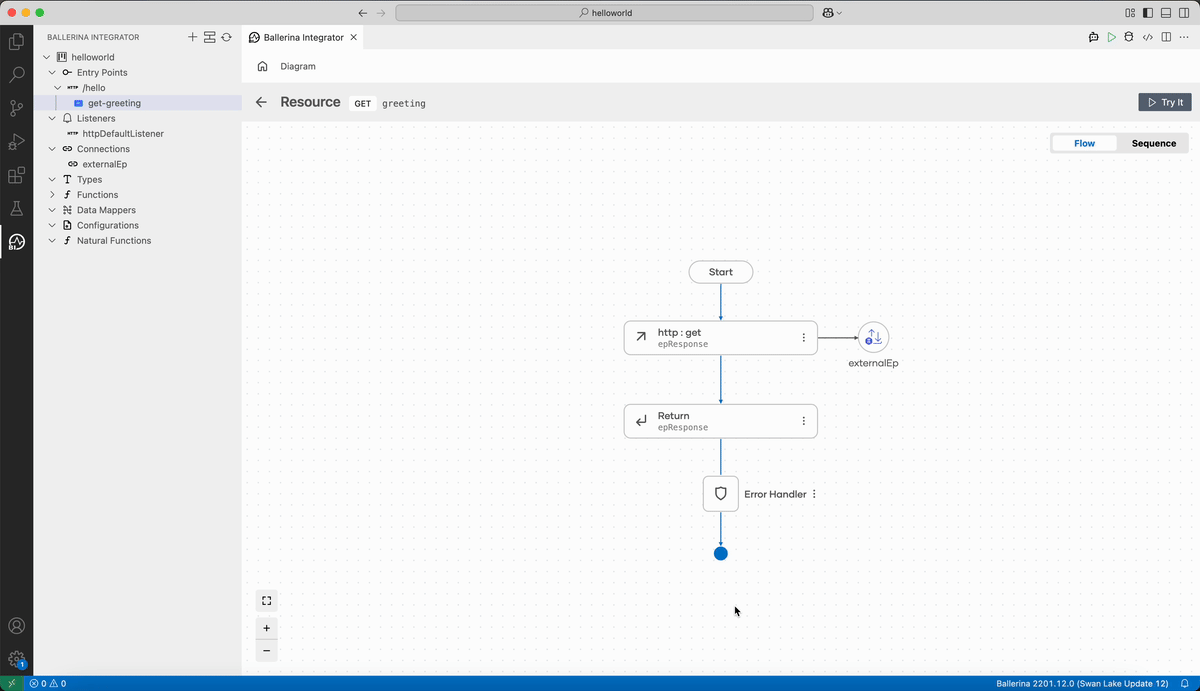 helloworld
BALLERINA INTEGRATOR
helloworld
Entry Points
HTTP /hello
get-greeting
Listeners
HTTP httpDefaultListener
Connections
externalEp
Types
Functions
Data Mappers
Configurations
Natural Functions
BI
1
Ballerina Integrator
Diagram
Resource GET greeting
Try It
Flow Sequence
Start
http : get
epResponse
externalEp
Return
epResponse
Error Handler
0 0
Ballerina 2201.12.0 (Swan Lake Update 12)